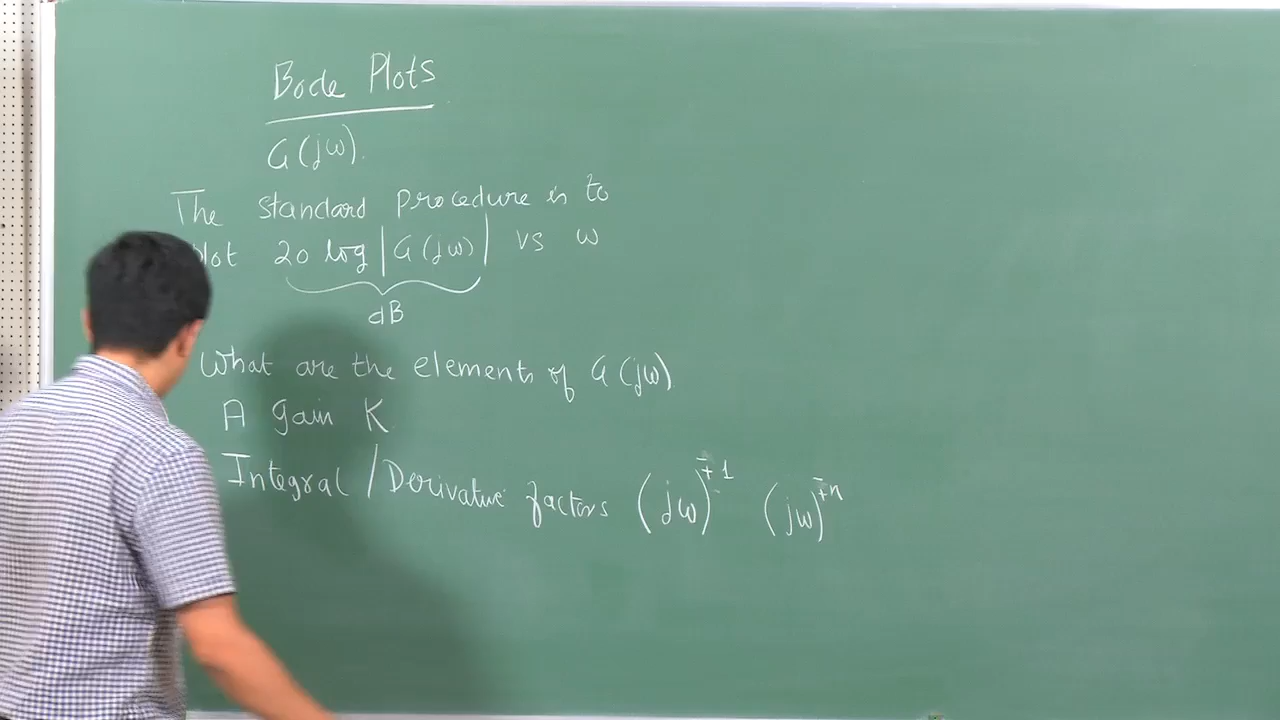 Bode Plots
G(jω).
The standard procedure is to
plot 20 log |G(jω)| vs ω
dB
What are the elements of G(jω)
A gain K
Integral / Derivative factors (jω)^∓1 (jω)^∓n